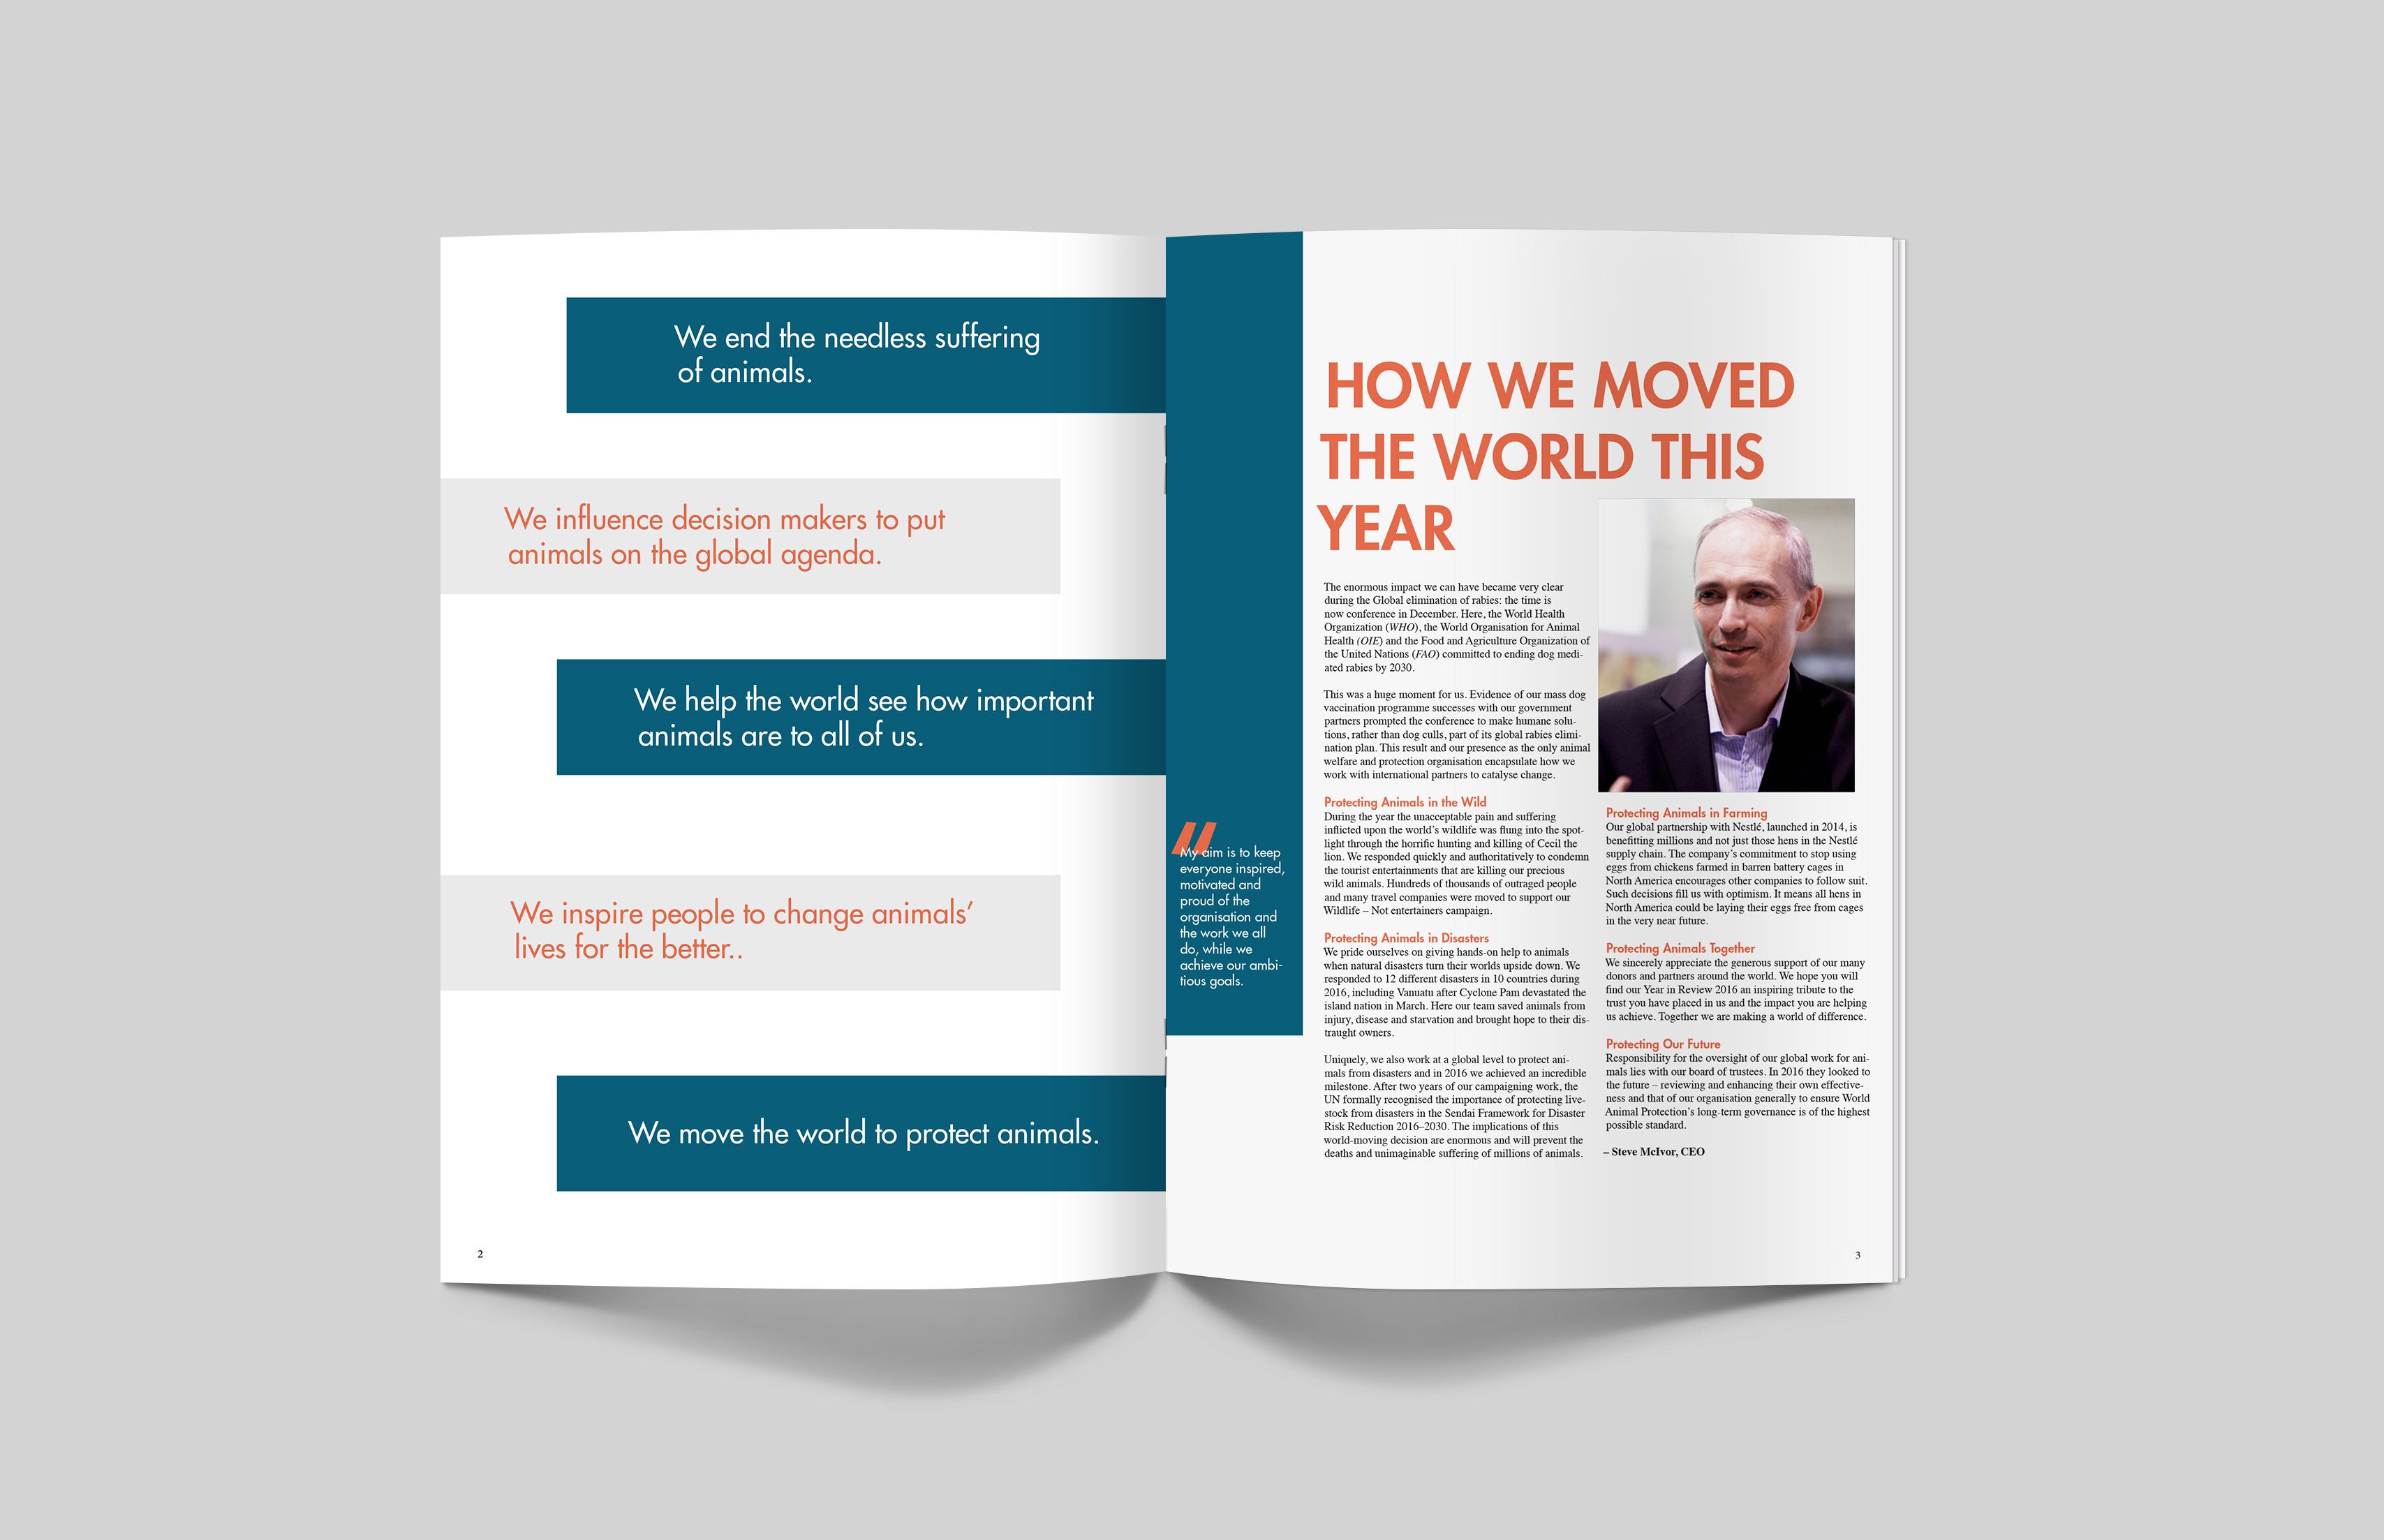 We end the needless suffering
of animals.
We influence decision makers to put
animals on the global agenda.
We help the world see how important
animals are to all of us.
We inspire people to change animals’
lives for the better..
We move the world to protect animals.
2
"
My aim is to keep
everyone inspired,
motivated and
proud of the
organisation and
the work we all
do, while we
achieve our ambi-
tious goals.
HOW WE MOVED
THE WORLD THIS
YEAR
The enormous impact we can have became very clear
during the Global elimination of rabies: the time is
now conference in December. Here, the World Health
Organization (WHO), the World Organisation for Animal
Health (OIE) and the Food and Agriculture Organization of
the United Nations (FAO) committed to ending dog medi-
ated rabies by 2030.
This was a huge moment for us. Evidence of our mass dog
vaccination programme successes with our government
partners prompted the conference to make humane solu-
tions, rather than dog culls, part of its global rabies elimi-
nation plan. This result and our presence as the only animal
welfare and protection organisation encapsulate how we
work with international partners to catalyse change.
Protecting Animals in the Wild
During the year the unacceptable pain and suffering
inflicted upon the world’s wildlife was flung into the spot-
light through the horrific hunting and killing of Cecil the
lion. We responded quickly and authoritatively to condemn
the tourist entertainments that are killing our precious
wild animals. Hundreds of thousands of outraged people
and many travel companies were moved to support our
Wildlife – Not entertainers campaign.
Protecting Animals in Disasters
We pride ourselves on giving hands-on help to animals
when natural disasters turn their worlds upside down. We
responded to 12 different disasters in 10 countries during
2016, including Vanuatu after Cyclone Pam devastated the
island nation in March. Here our team saved animals from
injury, disease and starvation and brought hope to their dis-
traught owners.
Uniquely, we also work at a global level to protect ani-
mals from disasters and in 2016 we achieved an incredible
milestone. After two years of our campaigning work, the
UN formally recognised the importance of protecting live-
stock from disasters in the Sendai Framework for Disaster
Risk Reduction 2016–2030. The implications of this
world-moving decision are enormous and will prevent the
deaths and unimaginable suffering of millions of animals.
Protecting Animals in Farming
Our global partnership with Nestlé, launched in 2014, is
benefitting millions and not just those hens in the Nestlé
supply chain. The company’s commitment to stop using
eggs from chickens farmed in barren battery cages in
North America encourages other companies to follow suit.
Such decisions fill us with optimism. It means all hens in
North America could be laying their eggs free from cages
in the very near future.
Protecting Animals Together
We sincerely appreciate the generous support of our many
donors and partners around the world. We hope you will
find our Year in Review 2016 an inspiring tribute to the
trust you have placed in us and the impact you are helping
us achieve. Together we are making a world of difference.
Protecting Our Future
Responsibility for the oversight of our global work for ani-
mals lies with our board of trustees. In 2016 they looked to
the future – reviewing and enhancing their own effective-
ness and that of our organisation generally to ensure World
Animal Protection’s long-term governance is of the highest
possible standard.
– Steve McIvor, CEO
3